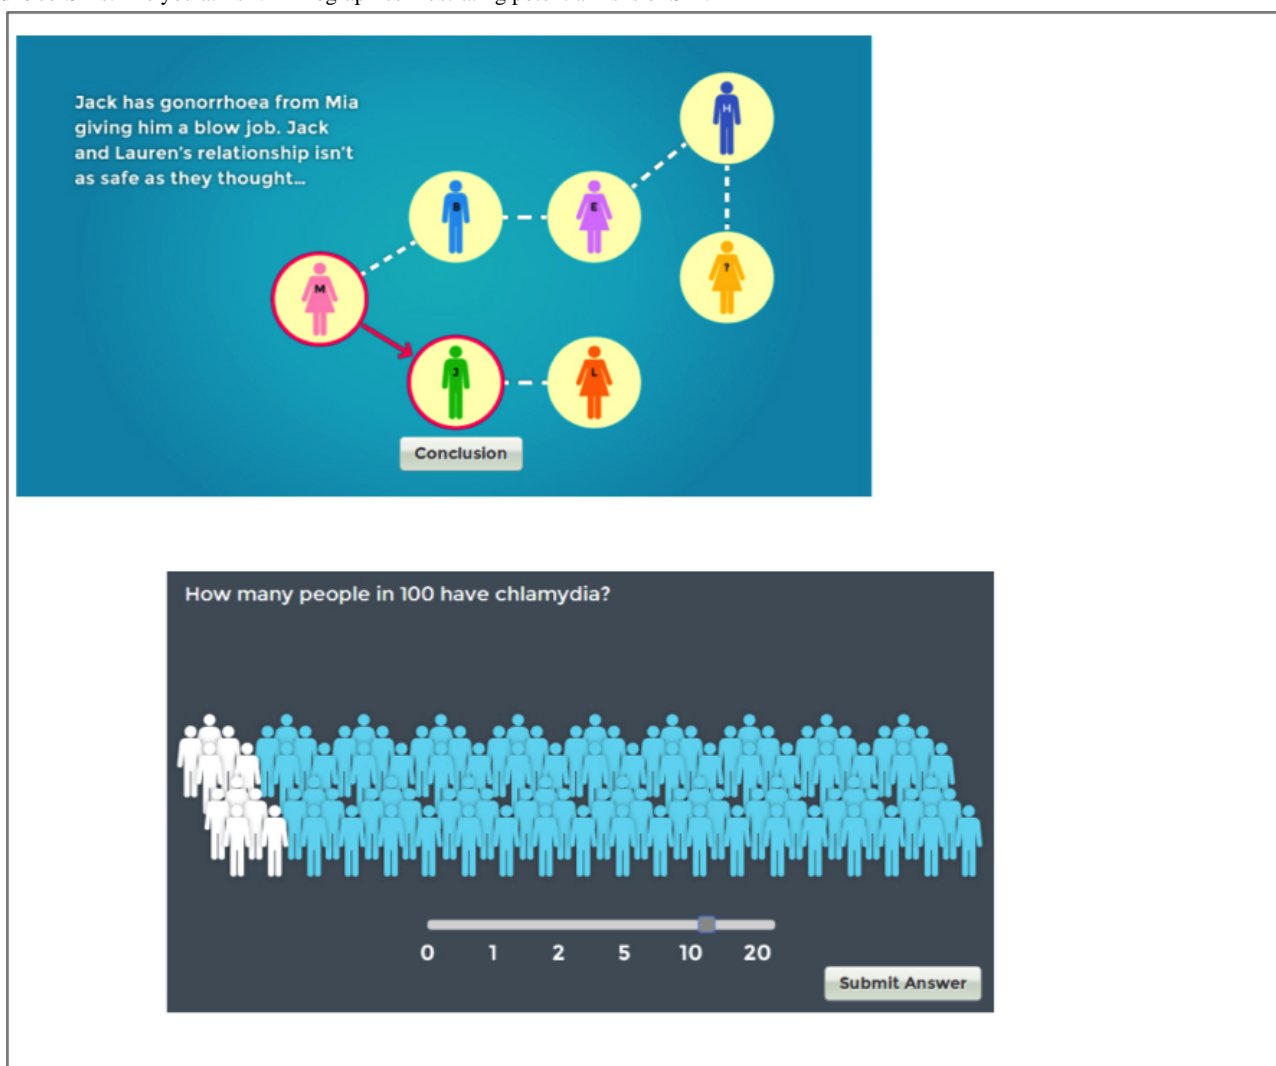 Jack has gonorrhoea from Mia
giving him a blow job. Jack
and Lauren's relationship isn't
as safe as they thought...
H
B
E
?
M
J
L
Conclusion
How many people in 100 have chlamydia?
0 1 2 5 10 20
Submit Answer